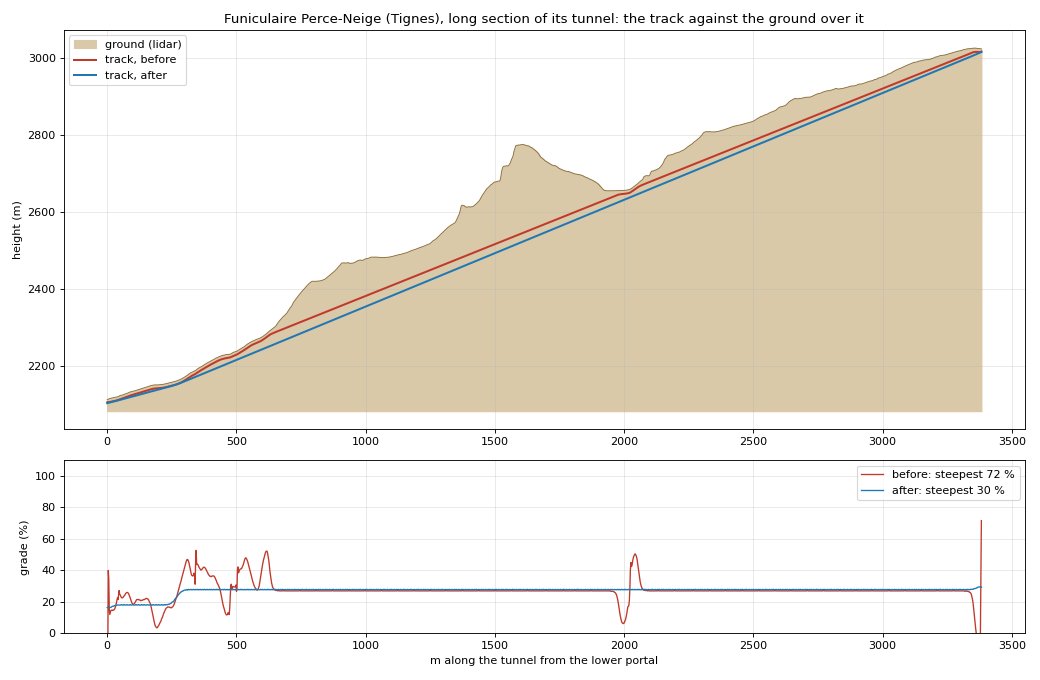 Funiculaire Perce-Neige (Tignes), long section of its tunnel: the track against the ground over it
ground (lidar)
track, before
track, after
height (m)
3000
2800
2600
2400
2200
0 500 1000 1500 2000 2500 3000 3500
before: steepest 72 %
after: steepest 30 %
grade (%)
100
80
60
40
20
0
0 500 1000 1500 2000 2500 3000 3500
m along the tunnel from the lower portal